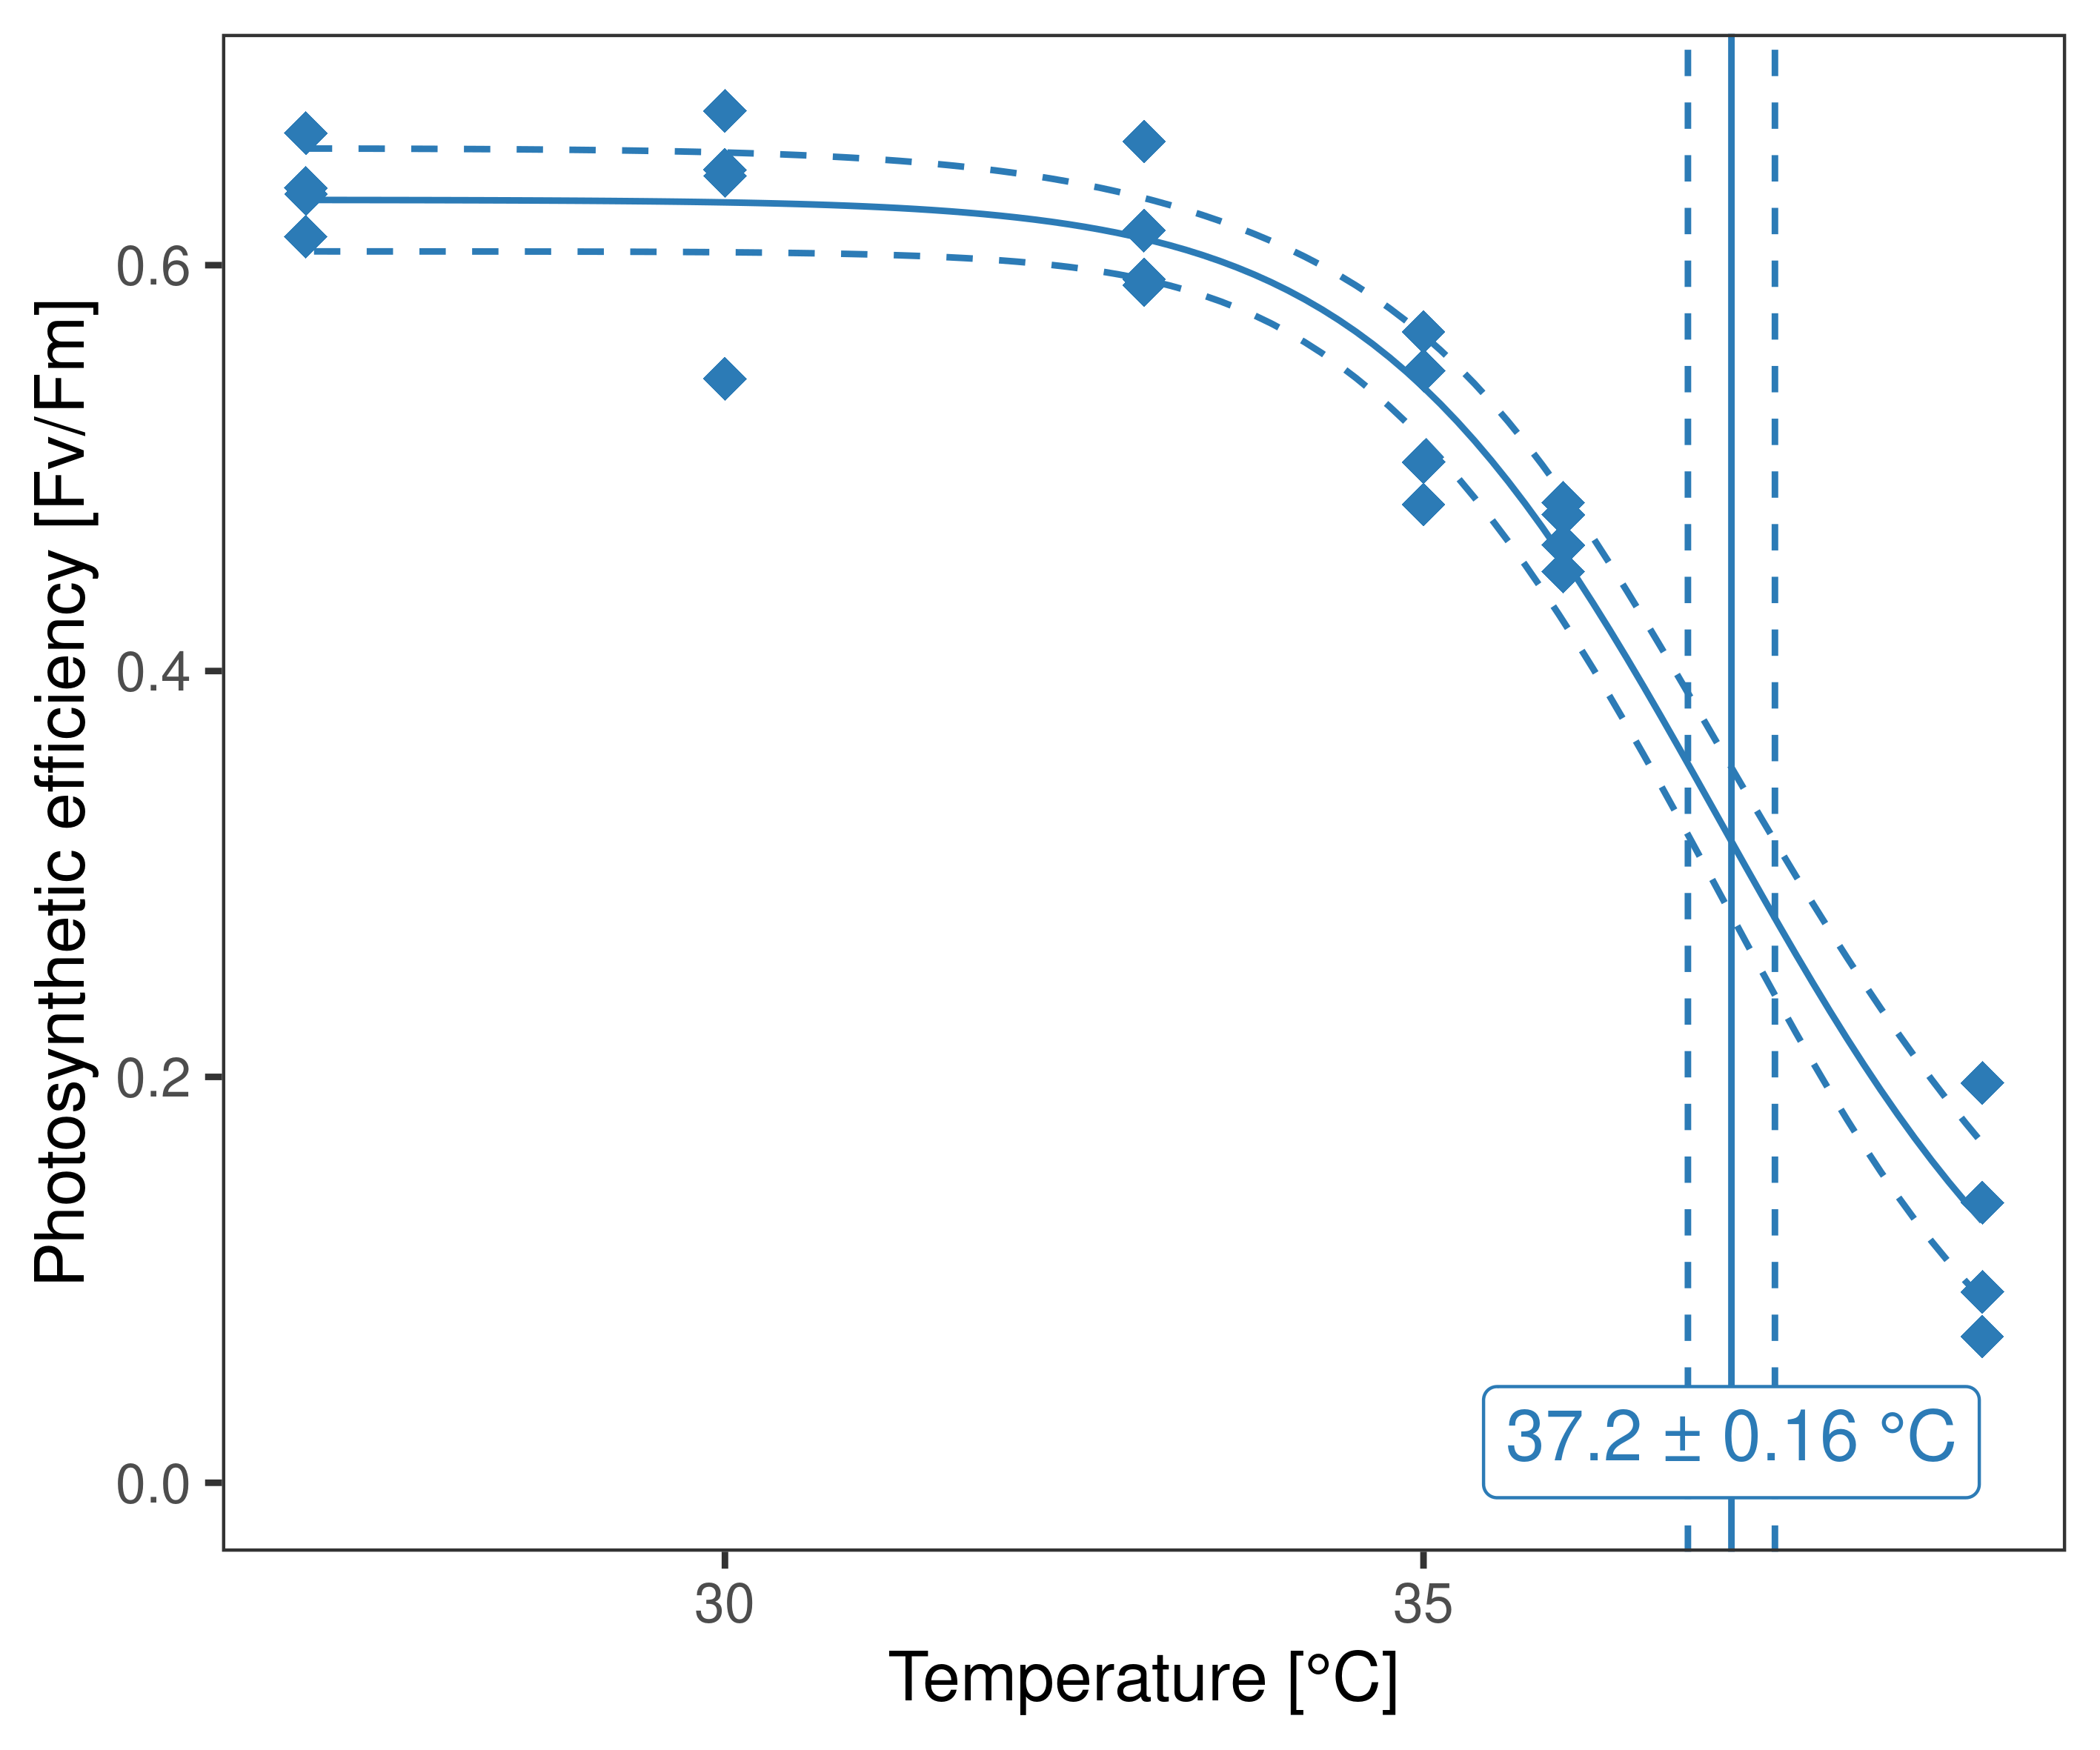 Photosynthetic efficiency [Fv/Fm]
0.6
0.4
0.2
0.0
37.2 ± 0.16 °C
30
35
Temperature [°C]